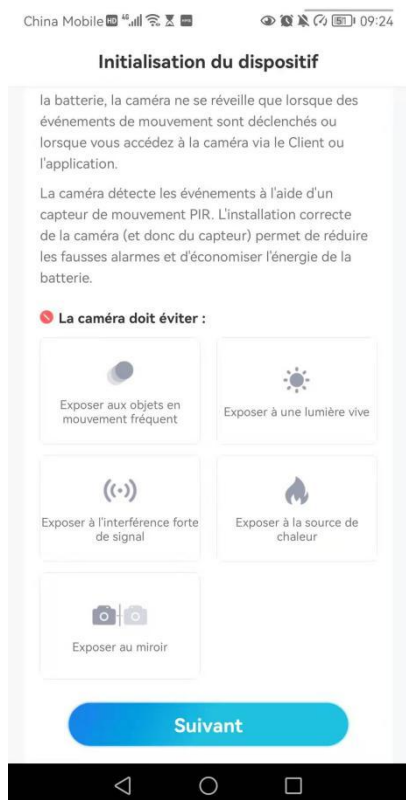 China Mobile HD 4G 51 09:24
Initialisation du dispositif
la batterie, la caméra ne se réveille que lorsque des
événements de mouvement sont déclenchés ou
lorsque vous accédez à la caméra via le Client ou
l'application.
La caméra détecte les événements à l'aide d'un
capteur de mouvement PIR. L'installation correcte
de la caméra (et donc du capteur) permet de réduire
les fausses alarmes et d'économiser l'énergie de la
batterie.
La caméra doit éviter :
Exposer aux objets en
mouvement fréquent
Exposer à une lumière vive
Exposer à l'interférence forte
de signal
Exposer à la source de
chaleur
Exposer au miroir
Suivant